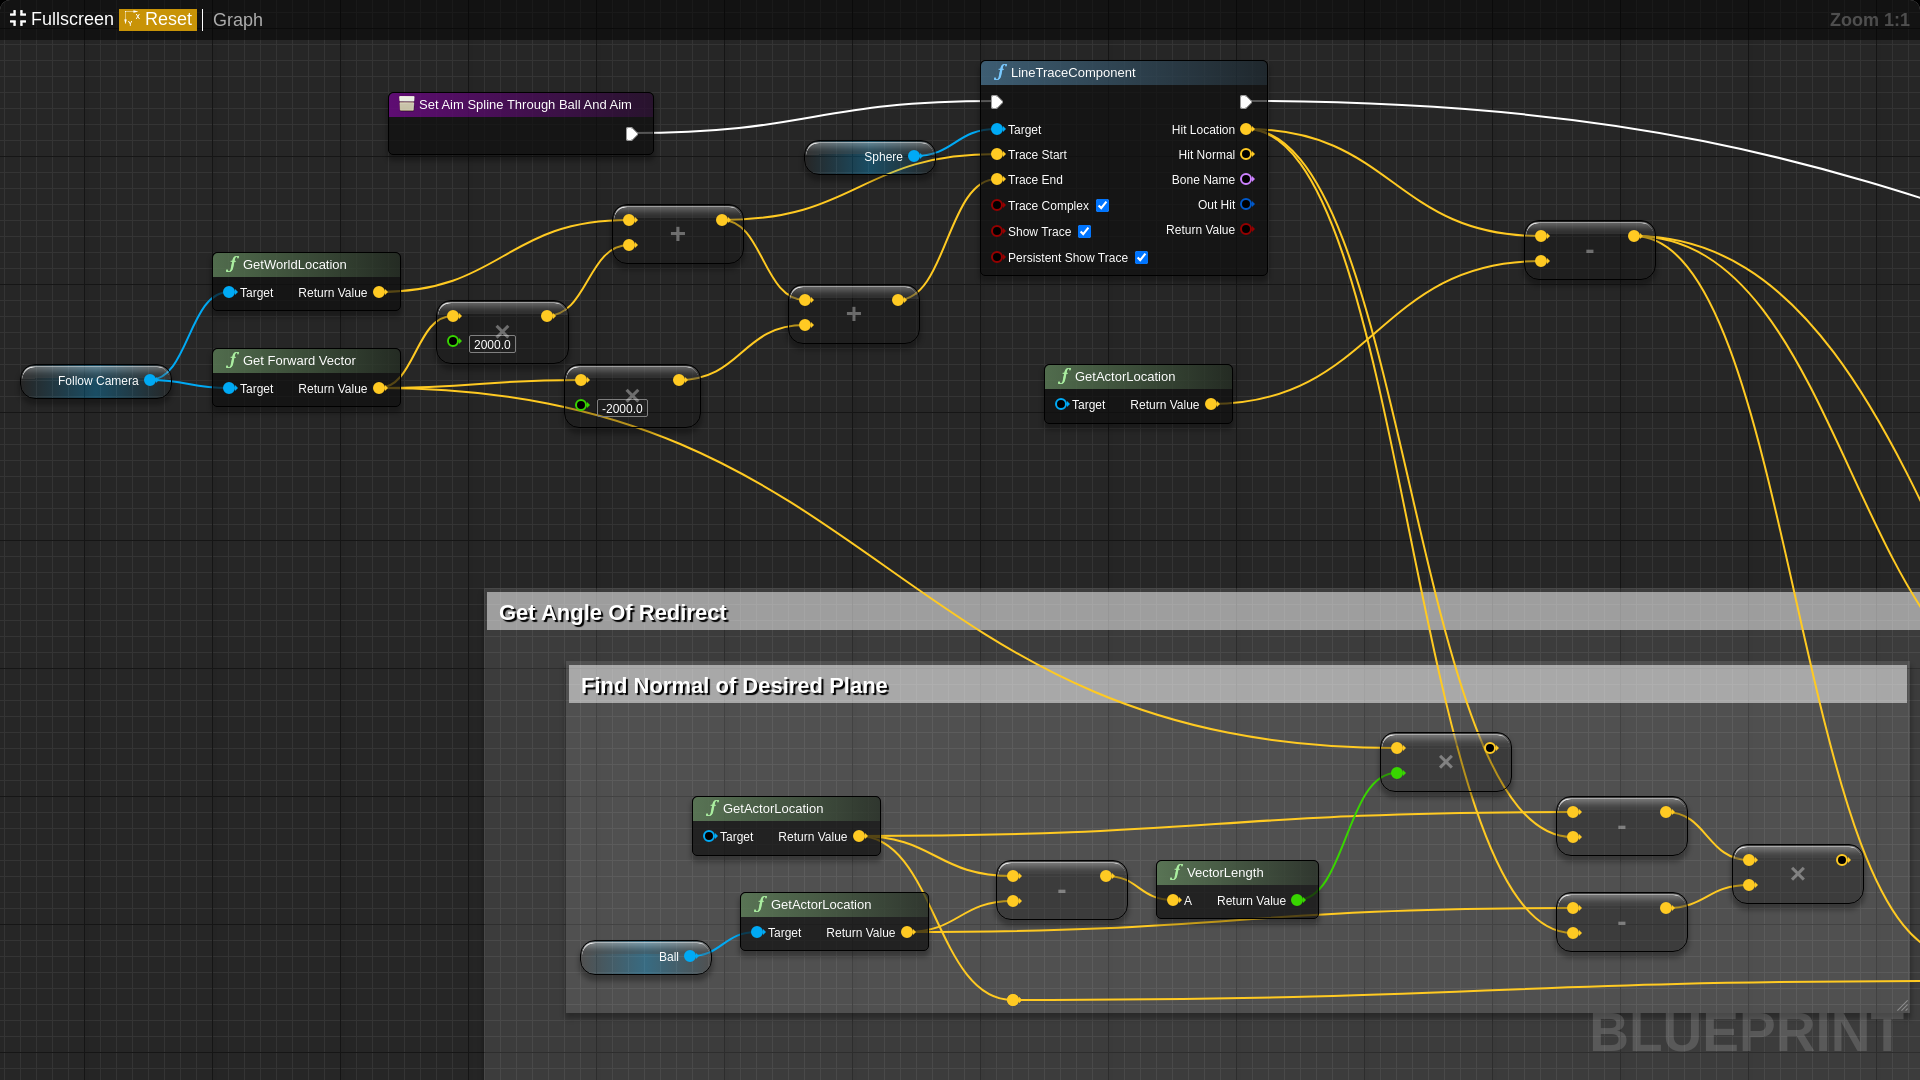 Fullscreen Reset Graph
Zoom 1:1
Set Aim Spline Through Ball And Aim
LineTraceComponent
Target Hit Location
Trace Start Hit Normal
Trace End Bone Name
Trace Complex Out Hit
Show Trace Return Value
Persistent Show Trace
Sphere
+
GetWorldLocation
Target Return Value
×
2000.0
+
-
Get Forward Vector
Target Return Value
Follow Camera
×
-2000.0
GetActorLocation
Target Return Value
Get Angle Of Redirect
Find Normal of Desired Plane
×
GetActorLocation
Target Return Value
-
-
VectorLength
A Return Value
×
GetActorLocation
Target Return Value
-
Ball
BLUEPRINT